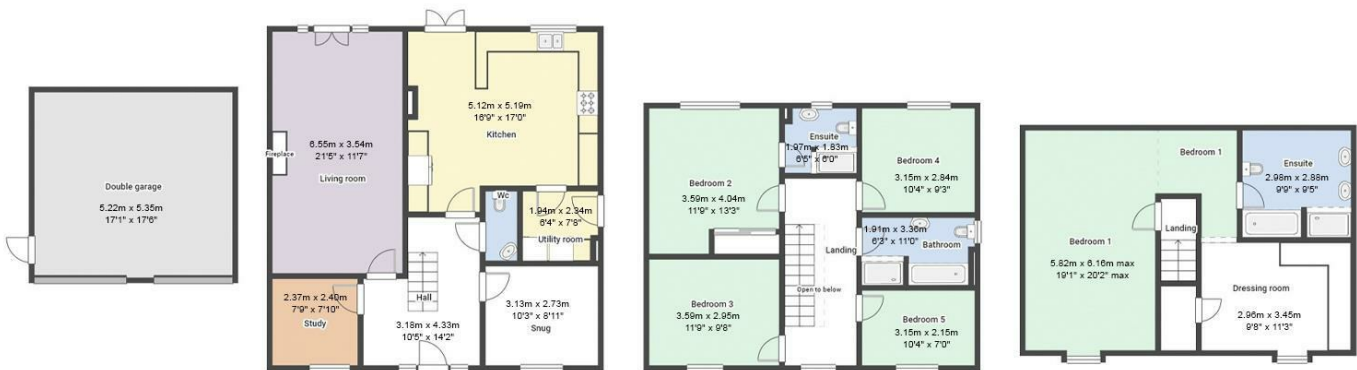 Double garage
5.22m x 5.35m
17'1" x 17'6"
Fireplace
6.55m x 3.54m
21'5" x 11'7"
Living room
5.12m x 5.19m
16'9" x 17'0"
Kitchen
Wc
1.94m x 2.34m
6'4" x 7'8"
Utility room
2.37m x 2.40m
7'9" x 7'10"
Study
Hall
3.18m x 4.33m
10'5" x 14'2"
3.13m x 2.73m
10'3" x 8'11"
Snug
Bedroom 2
3.59m x 4.04m
11'9" x 13'3"
Ensuite
1.97m x 1.83m
6'5" x 6'0"
Bedroom 4
3.15m x 2.84m
10'4" x 9'3"
Landing
1.91m x 3.36m
6'3" x 11'0"
Bathroom
Open to below
Bedroom 3
3.59m x 2.95m
11'9" x 9'8"
Bedroom 5
3.15m x 2.15m
10'4" x 7'0"
Bedroom 1
Ensuite
2.98m x 2.88m
9'9" x 9'5"
Landing
Bedroom 1
5.82m x 6.16m max
19'1" x 20'2" max
Dressing room
2.96m x 3.45m
9'8" x 11'3"